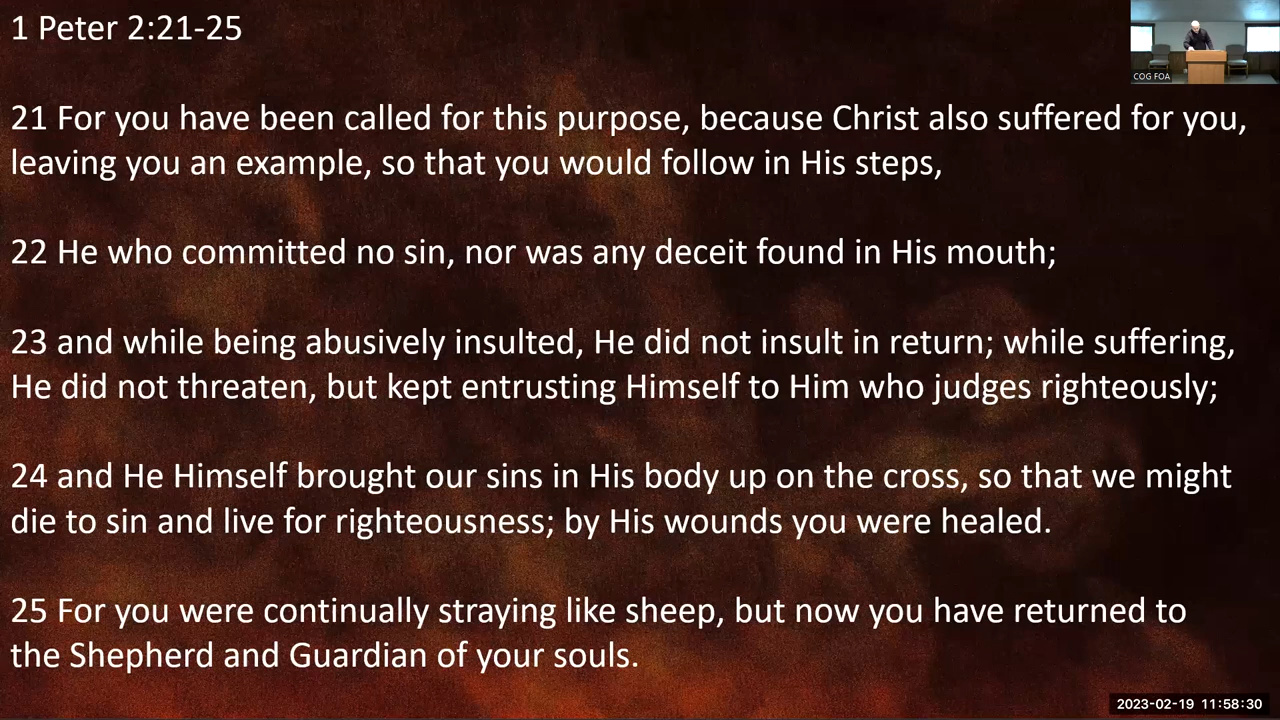 1 Peter 2:21-25
COG FOA
21 For you have been called for this purpose, because Christ also suffered for you,
leaving you an example, so that you would follow in His steps,
22 He who committed no sin, nor was any deceit found in His mouth;
23 and while being abusively insulted, He did not insult in return; while suffering,
He did not threaten, but kept entrusting Himself to Him who judges righteously;
24 and He Himself brought our sins in His body up on the cross, so that we might
die to sin and live for righteousness; by His wounds you were healed.
25 For you were continually straying like sheep, but now you have returned to
the Shepherd and Guardian of your souls.
2023-02-19 11:58:30